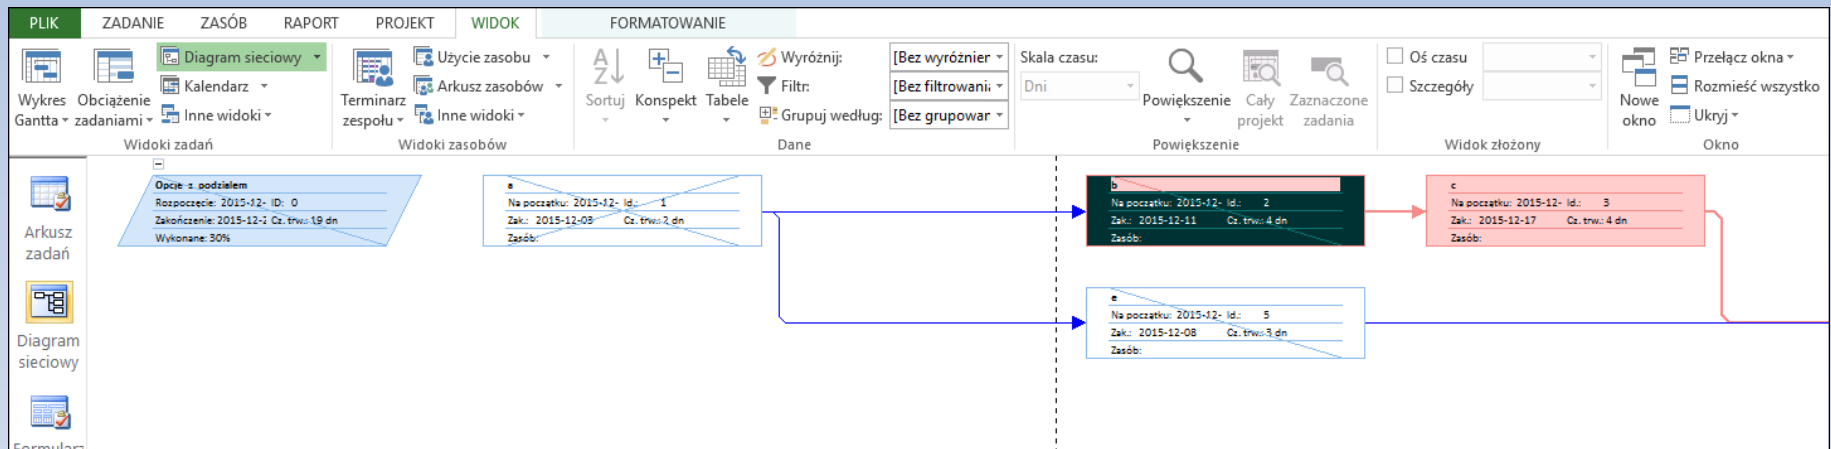 PLIK ZADANIE ZASÓB RAPORT PROJEKT WIDOK FORMATOWANIE
Wykres Gantta
Obciążenie zadaniami
Diagram sieciowy
Kalendarz
Inne widoki
Widoki zadań
Terminarz zespołu
Użycie zasobu
Arkusz zasobów
Inne widoki
Widoki zasobów
Sortuj
Konspekt
Tabele
Wyróżnij: [Bez wyróżnier
Filtr: [Bez filtrowania
Grupuj według: [Bez grupowar
Dane
Skala czasu:
Dni
Powiększenie
Cały projekt
Zaznaczone zadania
Powiększenie
Oś czasu
Szczegóły
Widok złożony
Nowe okno
Przełącz okna
Rozmieść wszystko
Ukryj
Okno
Arkusz zadań
Diagram sieciowy
Formularz
Opcje z podziałem
Rozpoczęcie: 2015-12- ID: 0
Zakończenie: 2015-12-2 Cz. trw.: 19 dn
Wykonane: 30%
a
Na początku: 2015-12- Id.: 1
Zak.: 2015-12-03 Cz. trw.: 2 dn
Zasób:
b
Na początku: 2015-12- Id.: 2
Zak.: 2015-12-11 Cz. trw.: 4 dn
Zasób:
c
Na początku: 2015-12- Id.: 3
Zak.: 2015-12-17 Cz. trw.: 4 dn
Zasób:
e
Na początku: 2015-12- Id.: 5
Zak.: 2015-12-08 Cz. trw.: 3 dn
Zasób: